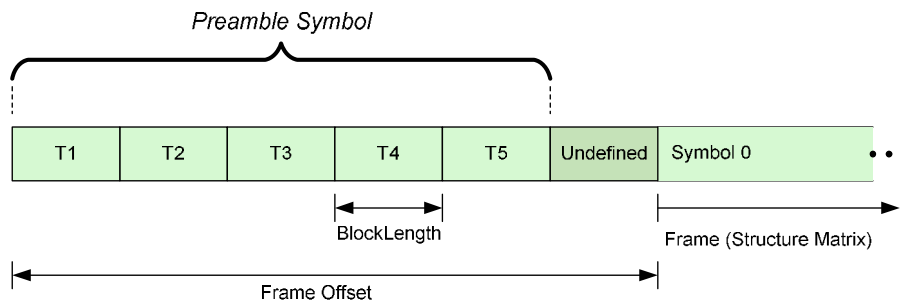 Preamble Symbol
T1 T2 T3 T4 T5 Undefined Symbol 0
BlockLength
Frame (Structure Matrix)
Frame Offset